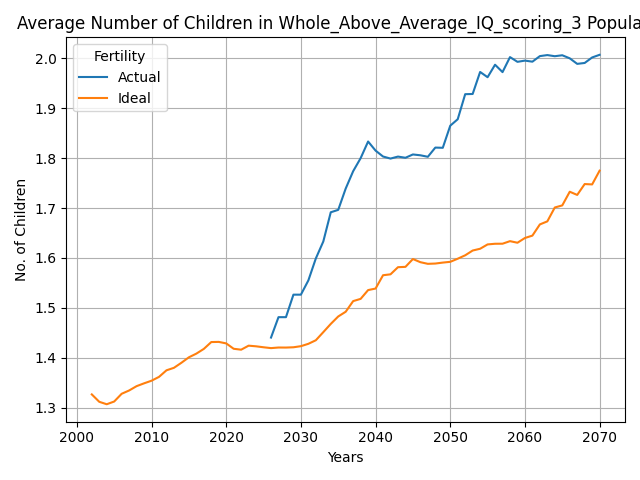 Average Number of Children in Whole_Above_Average_IQ_scoring_3 Popula
Fertility
Actual
Ideal
No. of Children
2.0
1.9
1.8
1.7
1.6
1.5
1.4
1.3
2000 2010 2020 2030 2040 2050 2060 2070
Years